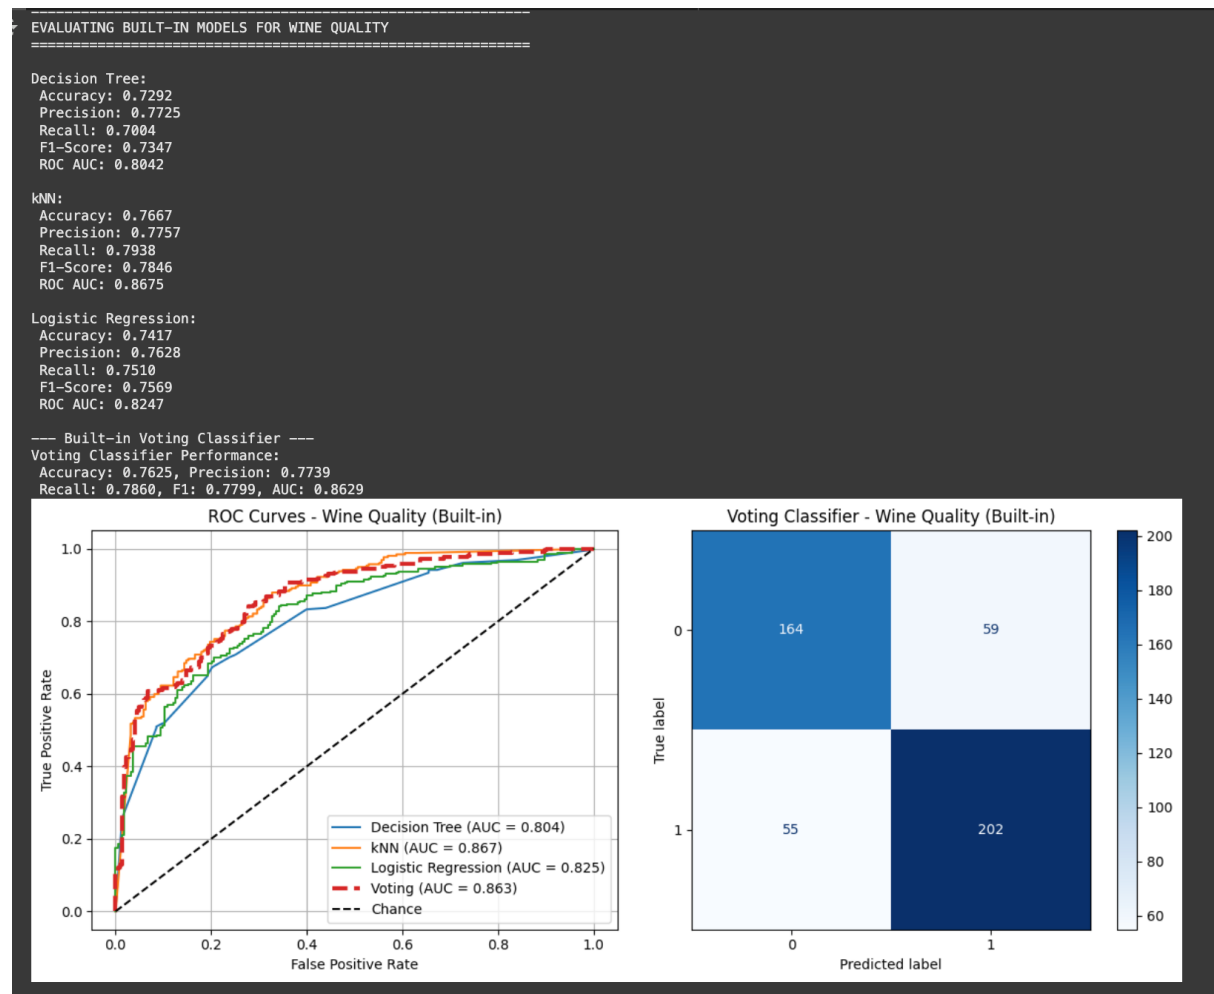 ============================================================
EVALUATING BUILT-IN MODELS FOR WINE QUALITY
============================================================
Decision Tree:
Accuracy: 0.7292
Precision: 0.7725
Recall: 0.7004
F1-Score: 0.7347
ROC AUC: 0.8042
kNN:
Accuracy: 0.7667
Precision: 0.7757
Recall: 0.7938
F1-Score: 0.7846
ROC AUC: 0.8675
Logistic Regression:
Accuracy: 0.7417
Precision: 0.7628
Recall: 0.7510
F1-Score: 0.7569
ROC AUC: 0.8247
--- Built-in Voting Classifier ---
Voting Classifier Performance:
Accuracy: 0.7625, Precision: 0.7739
Recall: 0.7860, F1: 0.7799, AUC: 0.8629
ROC Curves - Wine Quality (Built-in)
True Positive Rate
1.0
0.8
0.6
0.4
0.2
0.0
Decision Tree (AUC = 0.804)
kNN (AUC = 0.867)
Logistic Regression (AUC = 0.825)
Voting (AUC = 0.863)
Chance
0.0 0.2 0.4 0.6 0.8 1.0
False Positive Rate
Voting Classifier - Wine Quality (Built-in)
True label
0
164 59
1
55 202
0 1
Predicted label
200
180
160
140
120
100
80
60